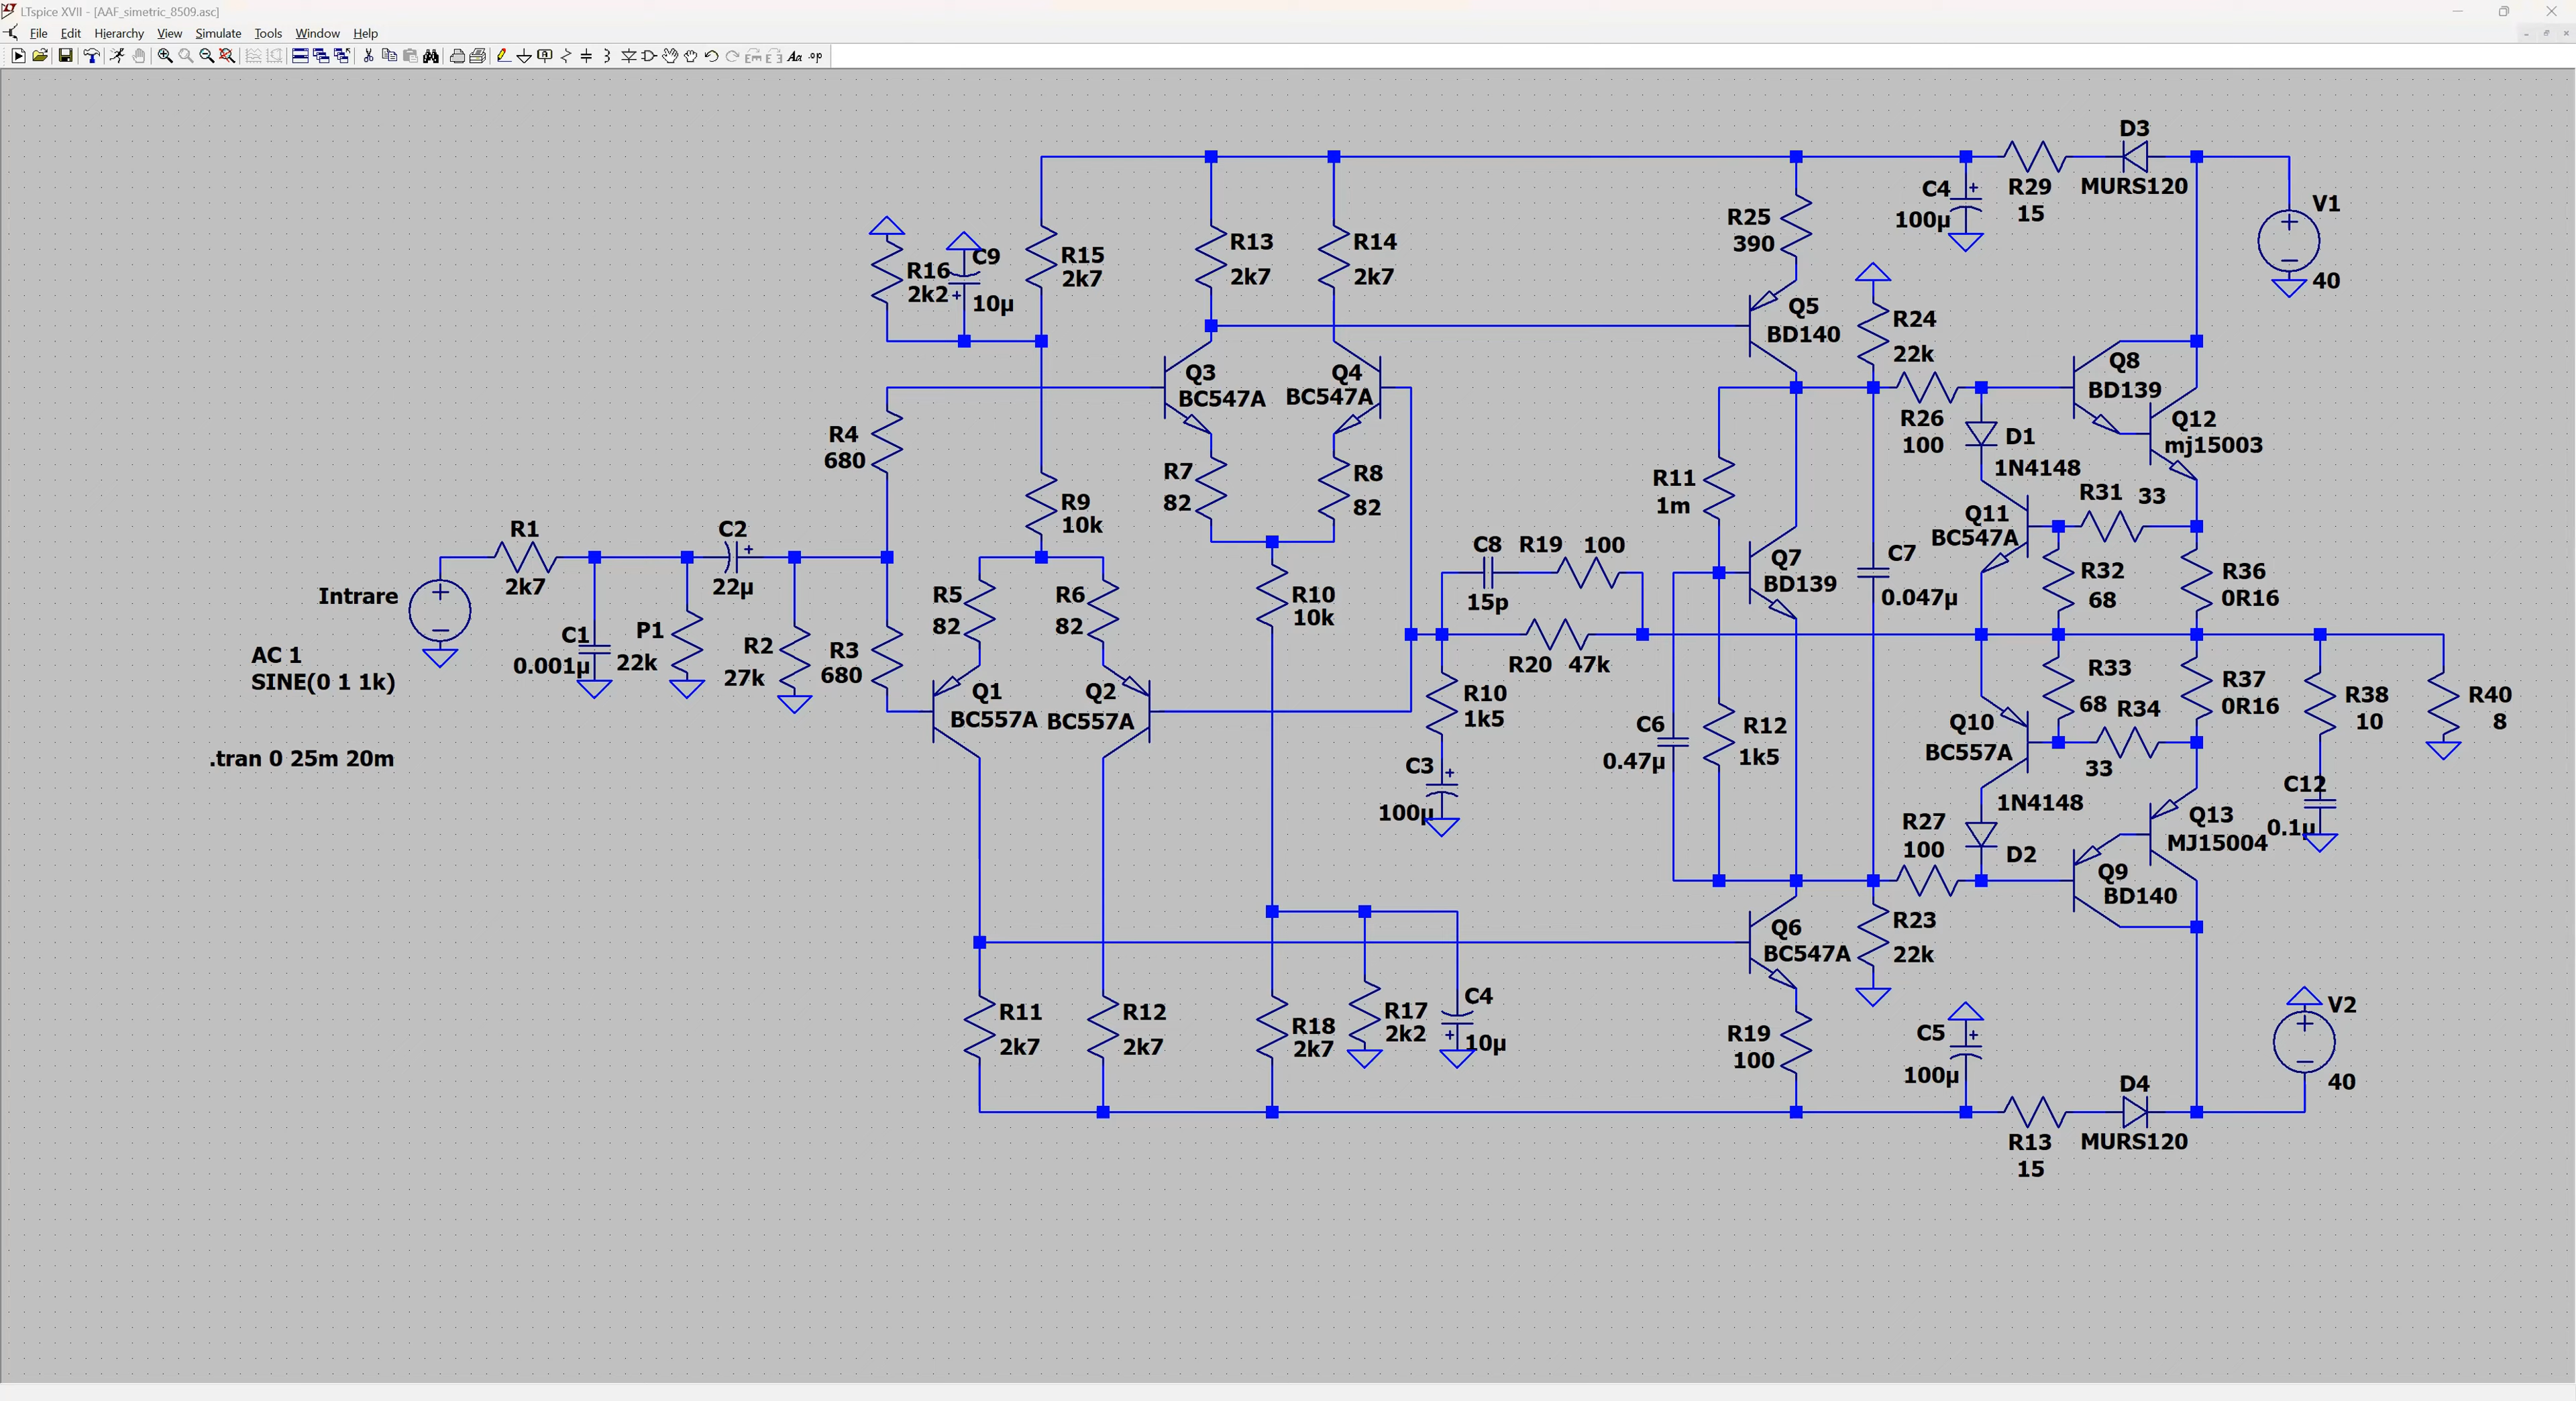 LTspice XVII - [AAF_simetric_8509.asc]
File Edit Hierarchy View Simulate Tools Window Help
D3
MURS120
R29
15
C4
100µ
V1
40
R25
390
R16
2k2
C9
10µ
R15
2k7
R13
2k7
R14
2k7
Q5
BD140
R24
22k
Q3
BC547A
Q4
BC547A
R26
100
Q8
BD139
Q12
mj15003
D1
1N4148
R4
680
R7
82
R8
82
R9
10k
R11
1m
R31 33
Q11
BC547A
R1
2k7
C2
22µ
C8
15p
R19 100
Q7
BD139
C7
0.047µ
R32
68
R36
0R16
Intrare
AC 1
SINE(0 1 1k)
.tran 0 25m 20m
C1
0.001µ
P1
22k
R2
27k
R3
680
R5
82
R6
82
R10
10k
R20 47k
Q1
BC557A
Q2
BC557A
R10
1k5
C3
100µ
C6
0.47µ
R12
1k5
R33
68
R34
33
R37
0R16
R38
10
R40
8
Q10
BC557A
1N4148
D2
R27
100
Q13
MJ15004
C12
0.1µ
Q9
BD140
Q6
BC547A
R23
22k
R11
2k7
R12
2k7
R18
2k7
R17
2k2
C4
10µ
R19
100
C5
100µ
V2
40
D4
MURS120
R13
15